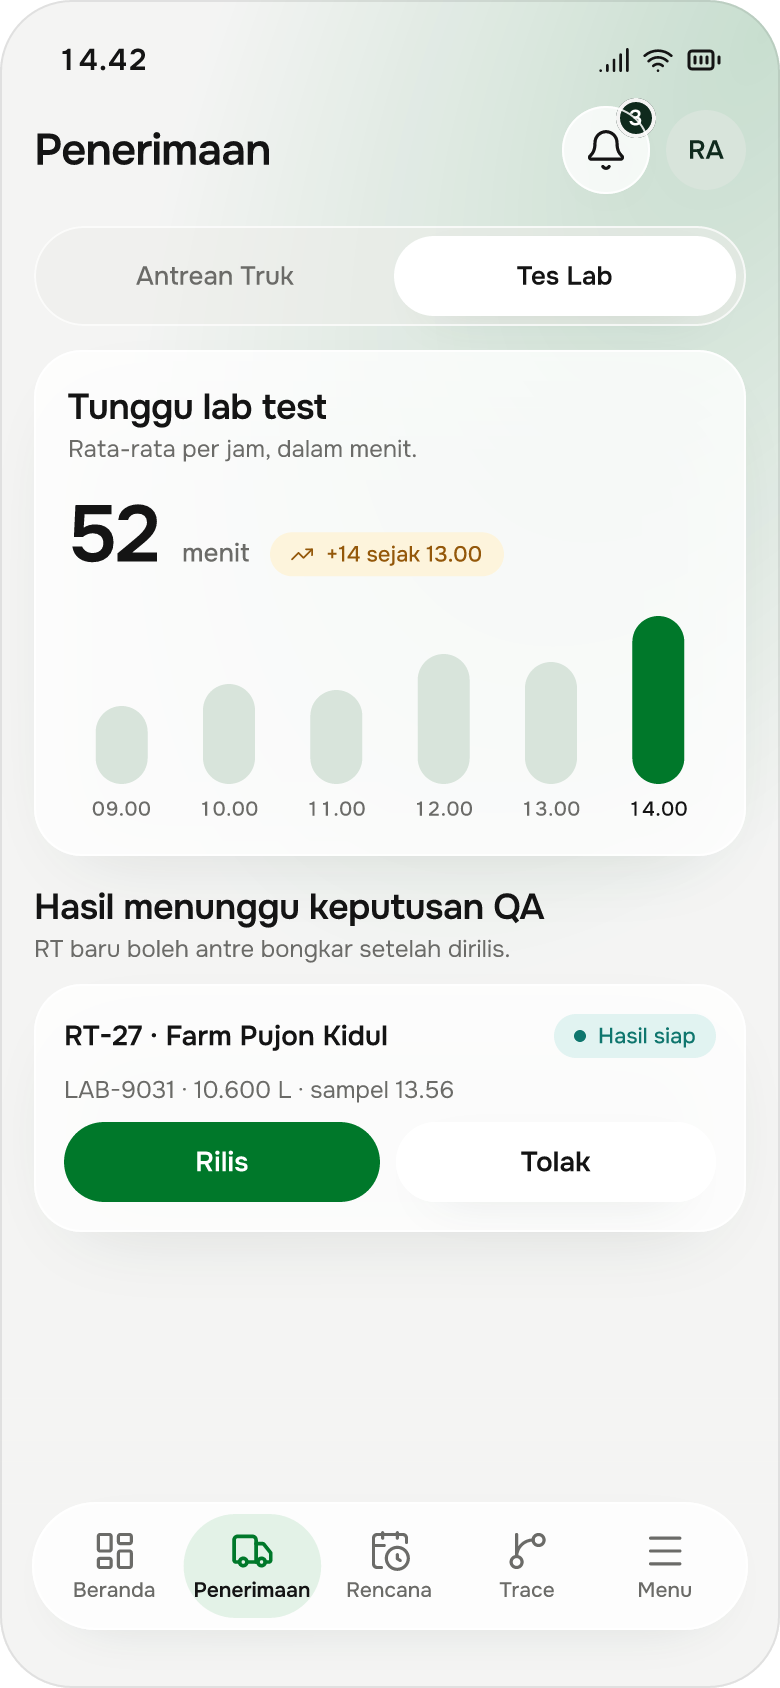 14.42
Penerimaan
3
RA
Antrean Truk
Tes Lab
Tunggu lab test
Rata-rata per jam, dalam menit.
52 menit
+14 sejak 13.00
09.00 10.00 11.00 12.00 13.00 14.00
Hasil menunggu keputusan QA
RT baru boleh antre bongkar setelah dirilis.
RT-27 · Farm Pujon Kidul
Hasil siap
LAB-9031 · 10.600 L · sampel 13.56
Rilis
Tolak
Beranda Penerimaan Rencana Trace Menu